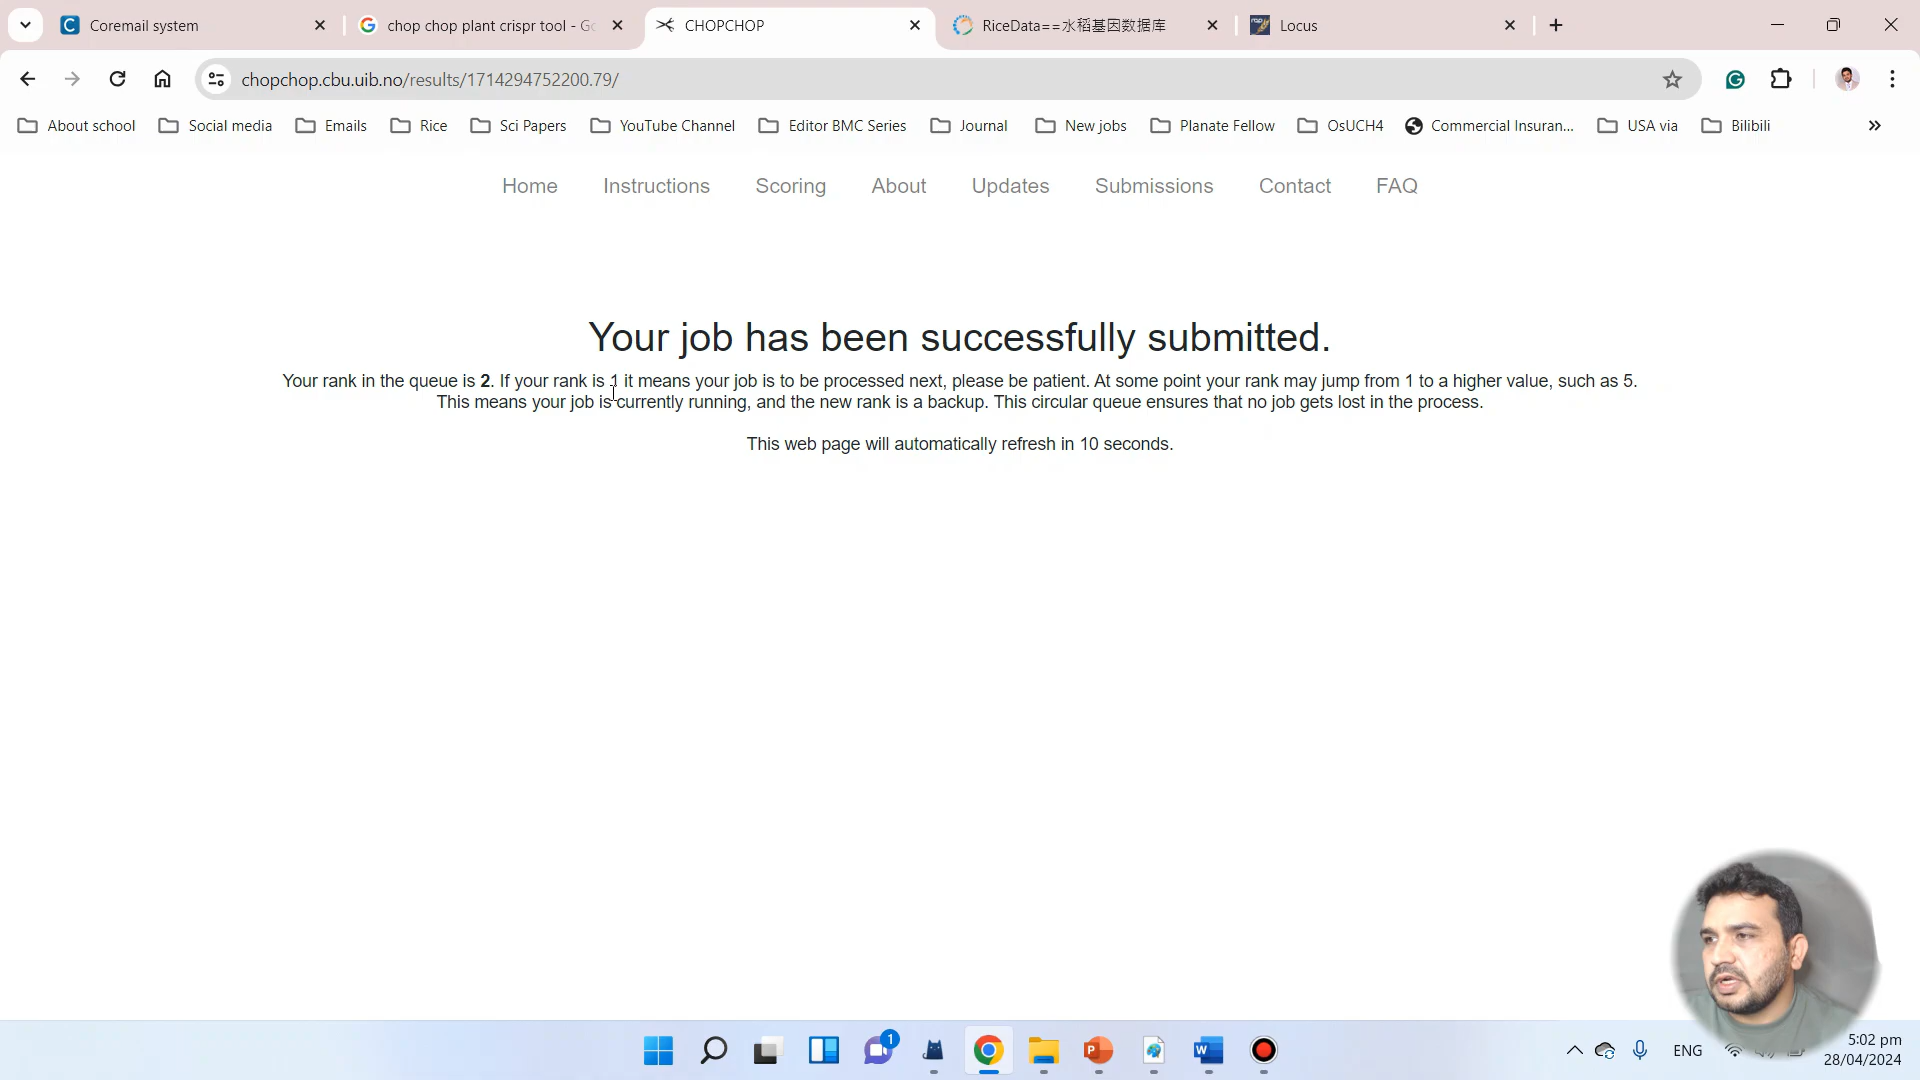 Coremail system
chop chop plant crispr tool - Go
CHOPCHOP
RiceData==水稻基因数据库
Locus
chopchop.cbu.uib.no/results/1714294752200.79/
About school
Social media
Emails
Rice
Sci Papers
YouTube Channel
Editor BMC Series
Journal
New jobs
Planate Fellow
OsUCH4
Commercial Insuran...
USA via
Bilibili
Home
Instructions
Scoring
About
Updates
Submissions
Contact
FAQ
Your job has been successfully submitted.
Your rank in the queue is 2. If your rank is 1 it means your job is to be processed next, please be patient. At some point your rank may jump from 1 to a higher value, such as 5.
This means your job is currently running, and the new rank is a backup. This circular queue ensures that no job gets lost in the process.
This web page will automatically refresh in 10 seconds.
1
ENG
5:02 pm
28/04/2024